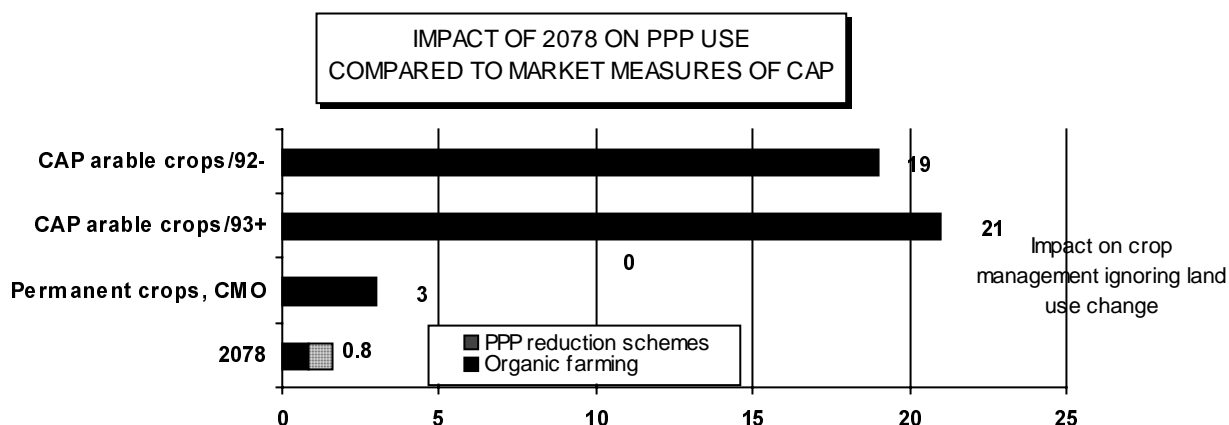 IMPACT OF 2078 ON PPP USE
COMPARED TO MARKET MEASURES OF CAP
CAP arable crops/92-
19
CAP arable crops/93+
21
0
Impact on crop
management ignoring land
use change
Permanent crops, CMO
3
2078
0.8
PPP reduction schemes
Organic farming
0
5
10
15
20
25